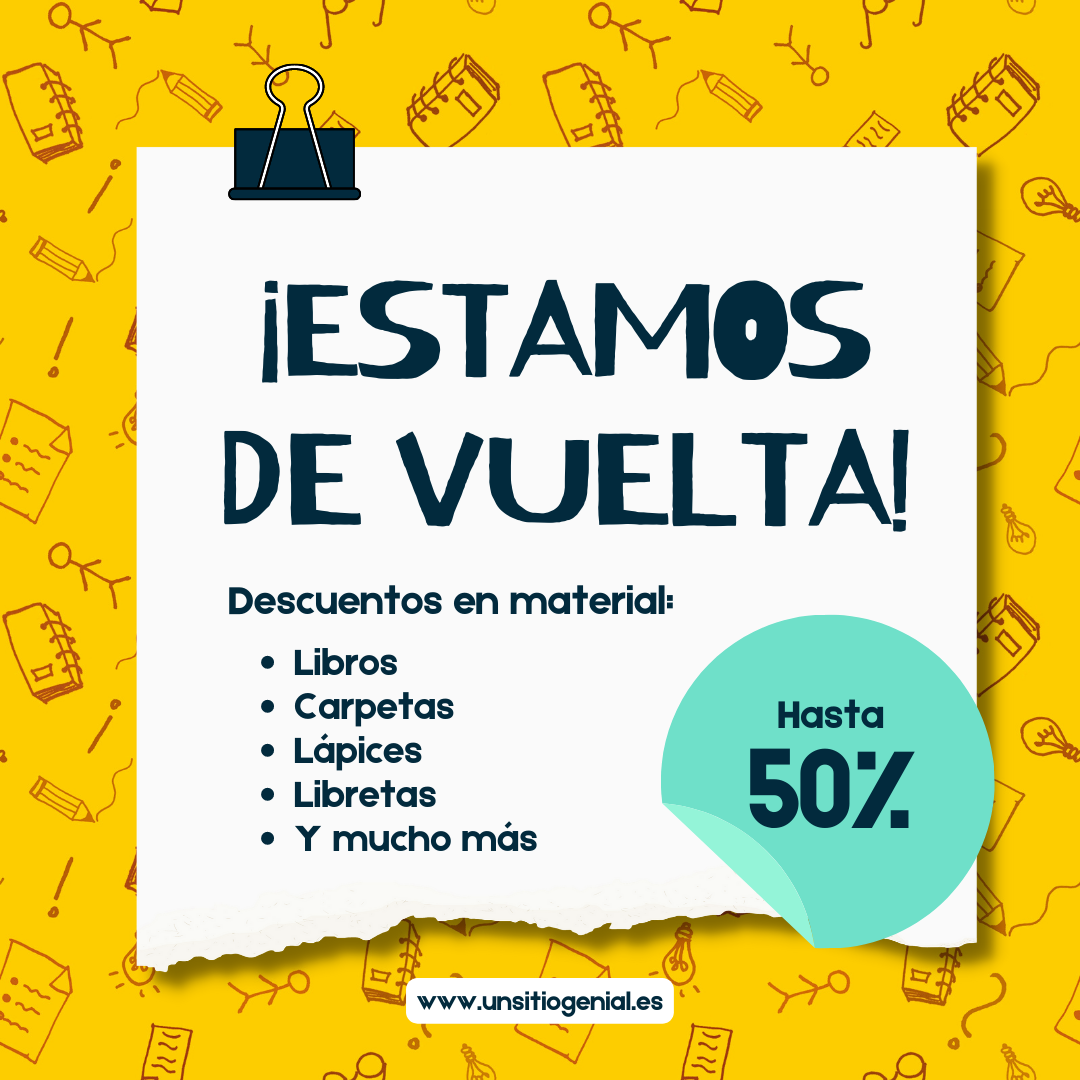 ¡ESTAMOS
DE VUELTA!
Descuentos en material:
• Libros
• Carpetas
• Lápices
• Libretas
• Y mucho más
Hasta
50%
www.unsitiogenial.es